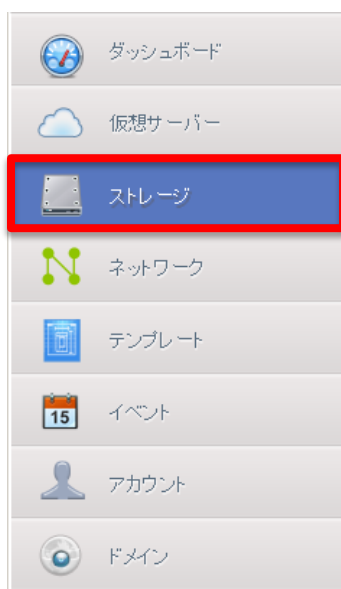 ダッシュボード
仮想サーバー
ストレージ
ネットワーク
テンプレート
15
イベント
アカウント
ドメイン